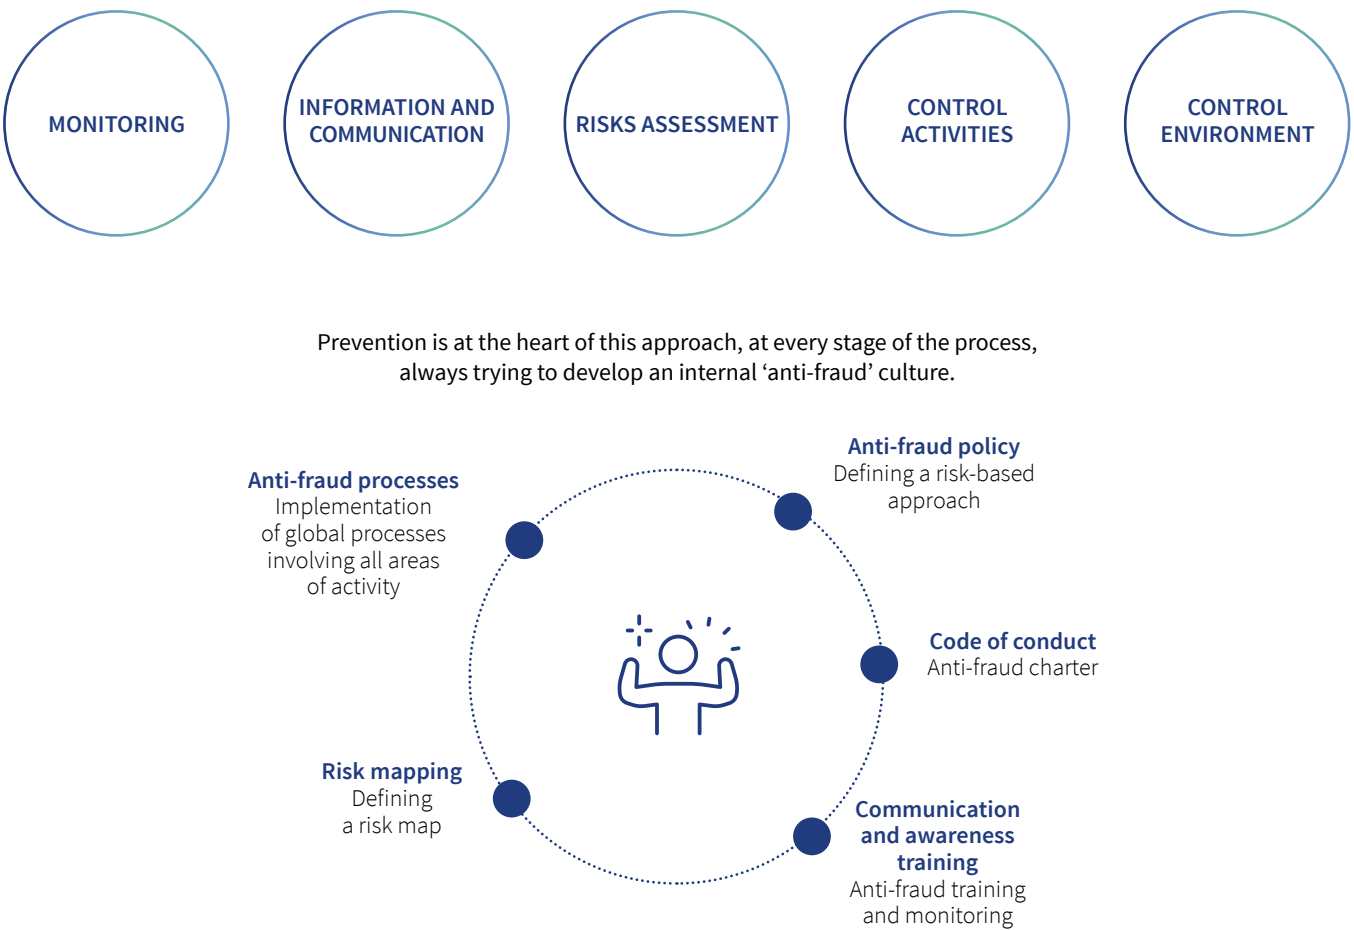 MONITORING
INFORMATION AND
COMMUNICATION
RISKS ASSESSMENT
CONTROL
ACTIVITIES
CONTROL
ENVIRONMENT
Prevention is at the heart of this approach, at every stage of the process,
always trying to develop an internal ‘anti-fraud’ culture.
Anti-fraud policy
Defining a risk-based
approach
Code of conduct
Anti-fraud charter
Communication
and awareness
training
Anti-fraud training
and monitoring
Risk mapping
Defining
a risk map
Anti-fraud processes
Implementation
of global processes
involving all areas
of activity